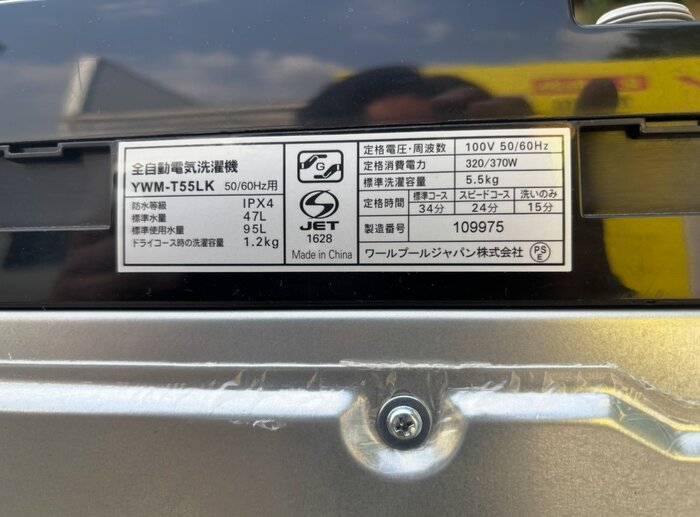 全自動電気洗濯機
YWM-T55LK 50/60Hz用
防水等級 IPX4
標準水量 47L
標準使用水量 95L
ドライコース時の洗濯容量 1.2kg
G
S
JET
1628
Made in China
定格電圧・周波数 100V 50/60Hz
定格消費電力 320/370W
標準洗濯容量 5.5kg
定格時間 標準コース スピードコース 洗いのみ
34分 24分 15分
製造番号 109975
ワールプールジャパン株式会社 PS E